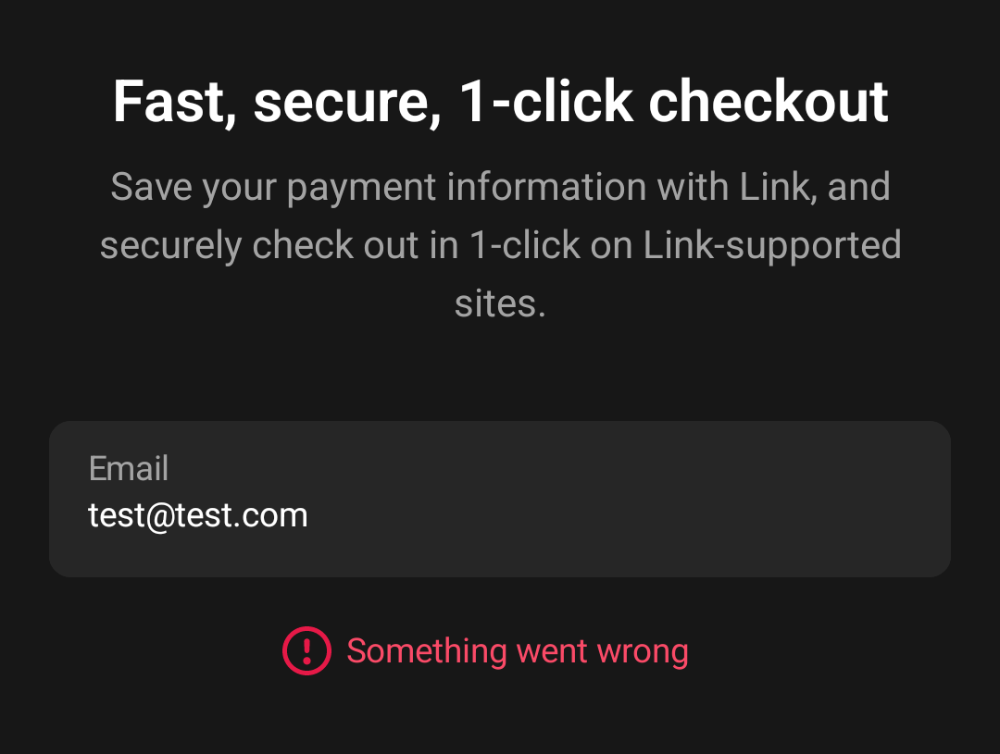 Fast, secure, 1-click checkout
Save your payment information with Link, and
securely check out in 1-click on Link-supported
sites.
Email
test@test.com
Something went wrong